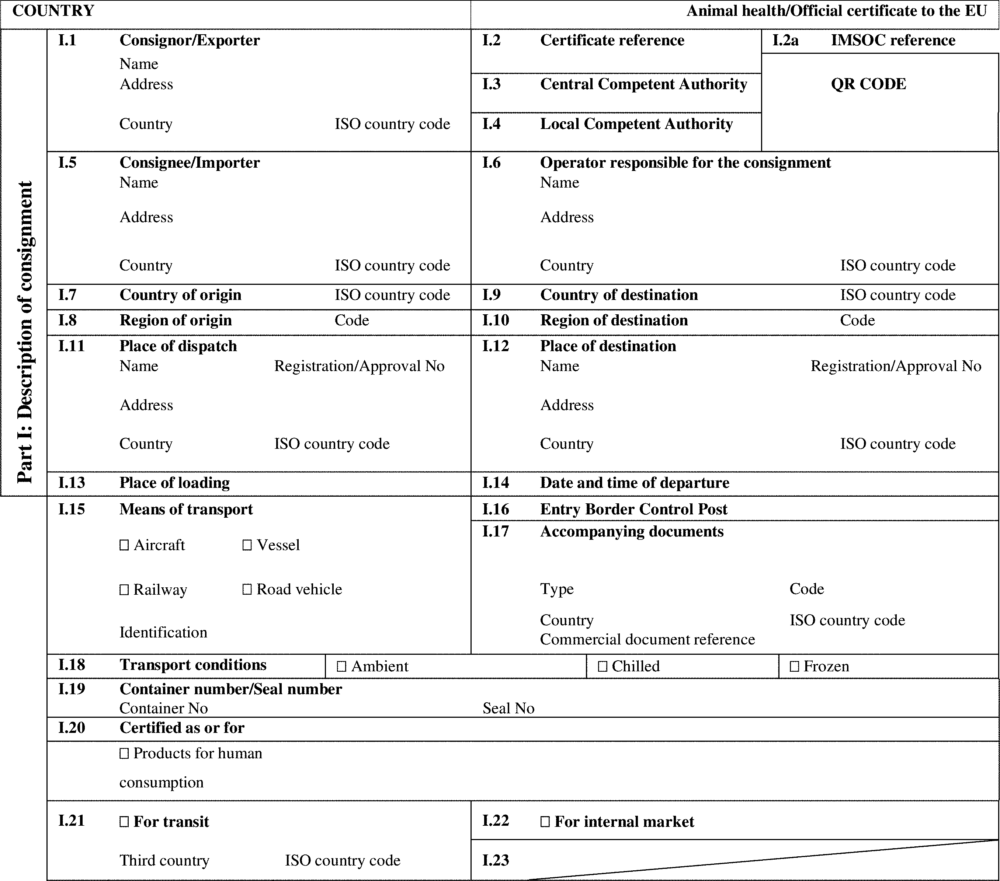 COUNTRY Animal health/Official certificate to the EU
Part I: Description of consignment
I.1 Consignor/Exporter
Name
Address
Country ISO country code
I.2 Certificate reference
I.2a IMSOC reference
QR CODE
I.3 Central Competent Authority
I.4 Local Competent Authority
I.5 Consignee/Importer
Name
Address
Country ISO country code
I.6 Operator responsible for the consignment
Name
Address
Country ISO country code
I.7 Country of origin ISO country code
I.9 Country of destination ISO country code
I.8 Region of origin Code
I.10 Region of destination Code
I.11 Place of dispatch
Name Registration/Approval No
Address
Country ISO country code
I.12 Place of destination
Name Registration/Approval No
Address
Country ISO country code
I.13 Place of loading
I.14 Date and time of departure
I.15 Means of transport
☐ Aircraft ☐ Vessel
☐ Railway ☐ Road vehicle
Identification
I.16 Entry Border Control Post
I.17 Accompanying documents
Type Code
Country ISO country code
Commercial document reference
I.18 Transport conditions ☐ Ambient ☐ Chilled ☐ Frozen
I.19 Container number/Seal number
Container No Seal No
I.20 Certified as or for
☐ Products for human
consumption
I.21 ☐ For transit
Third country ISO country code
I.22 ☐ For internal market
I.23